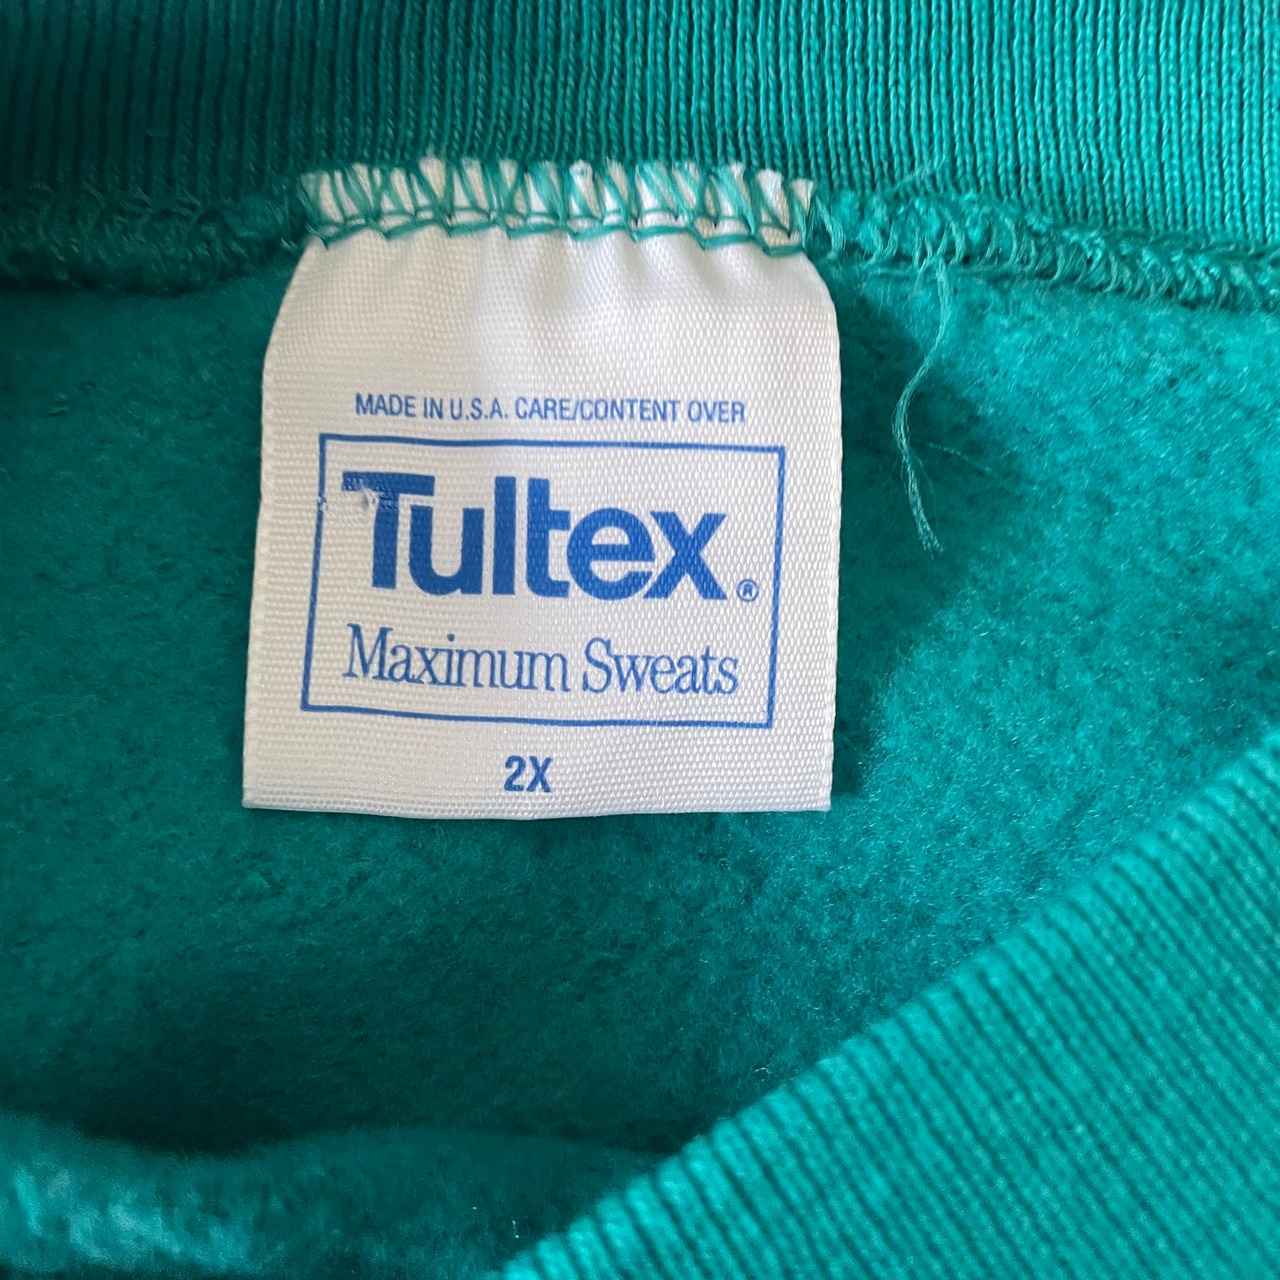 MADE IN U.S.A. CARE/CONTENT OVER
Tultex®
Maximum Sweats
2X